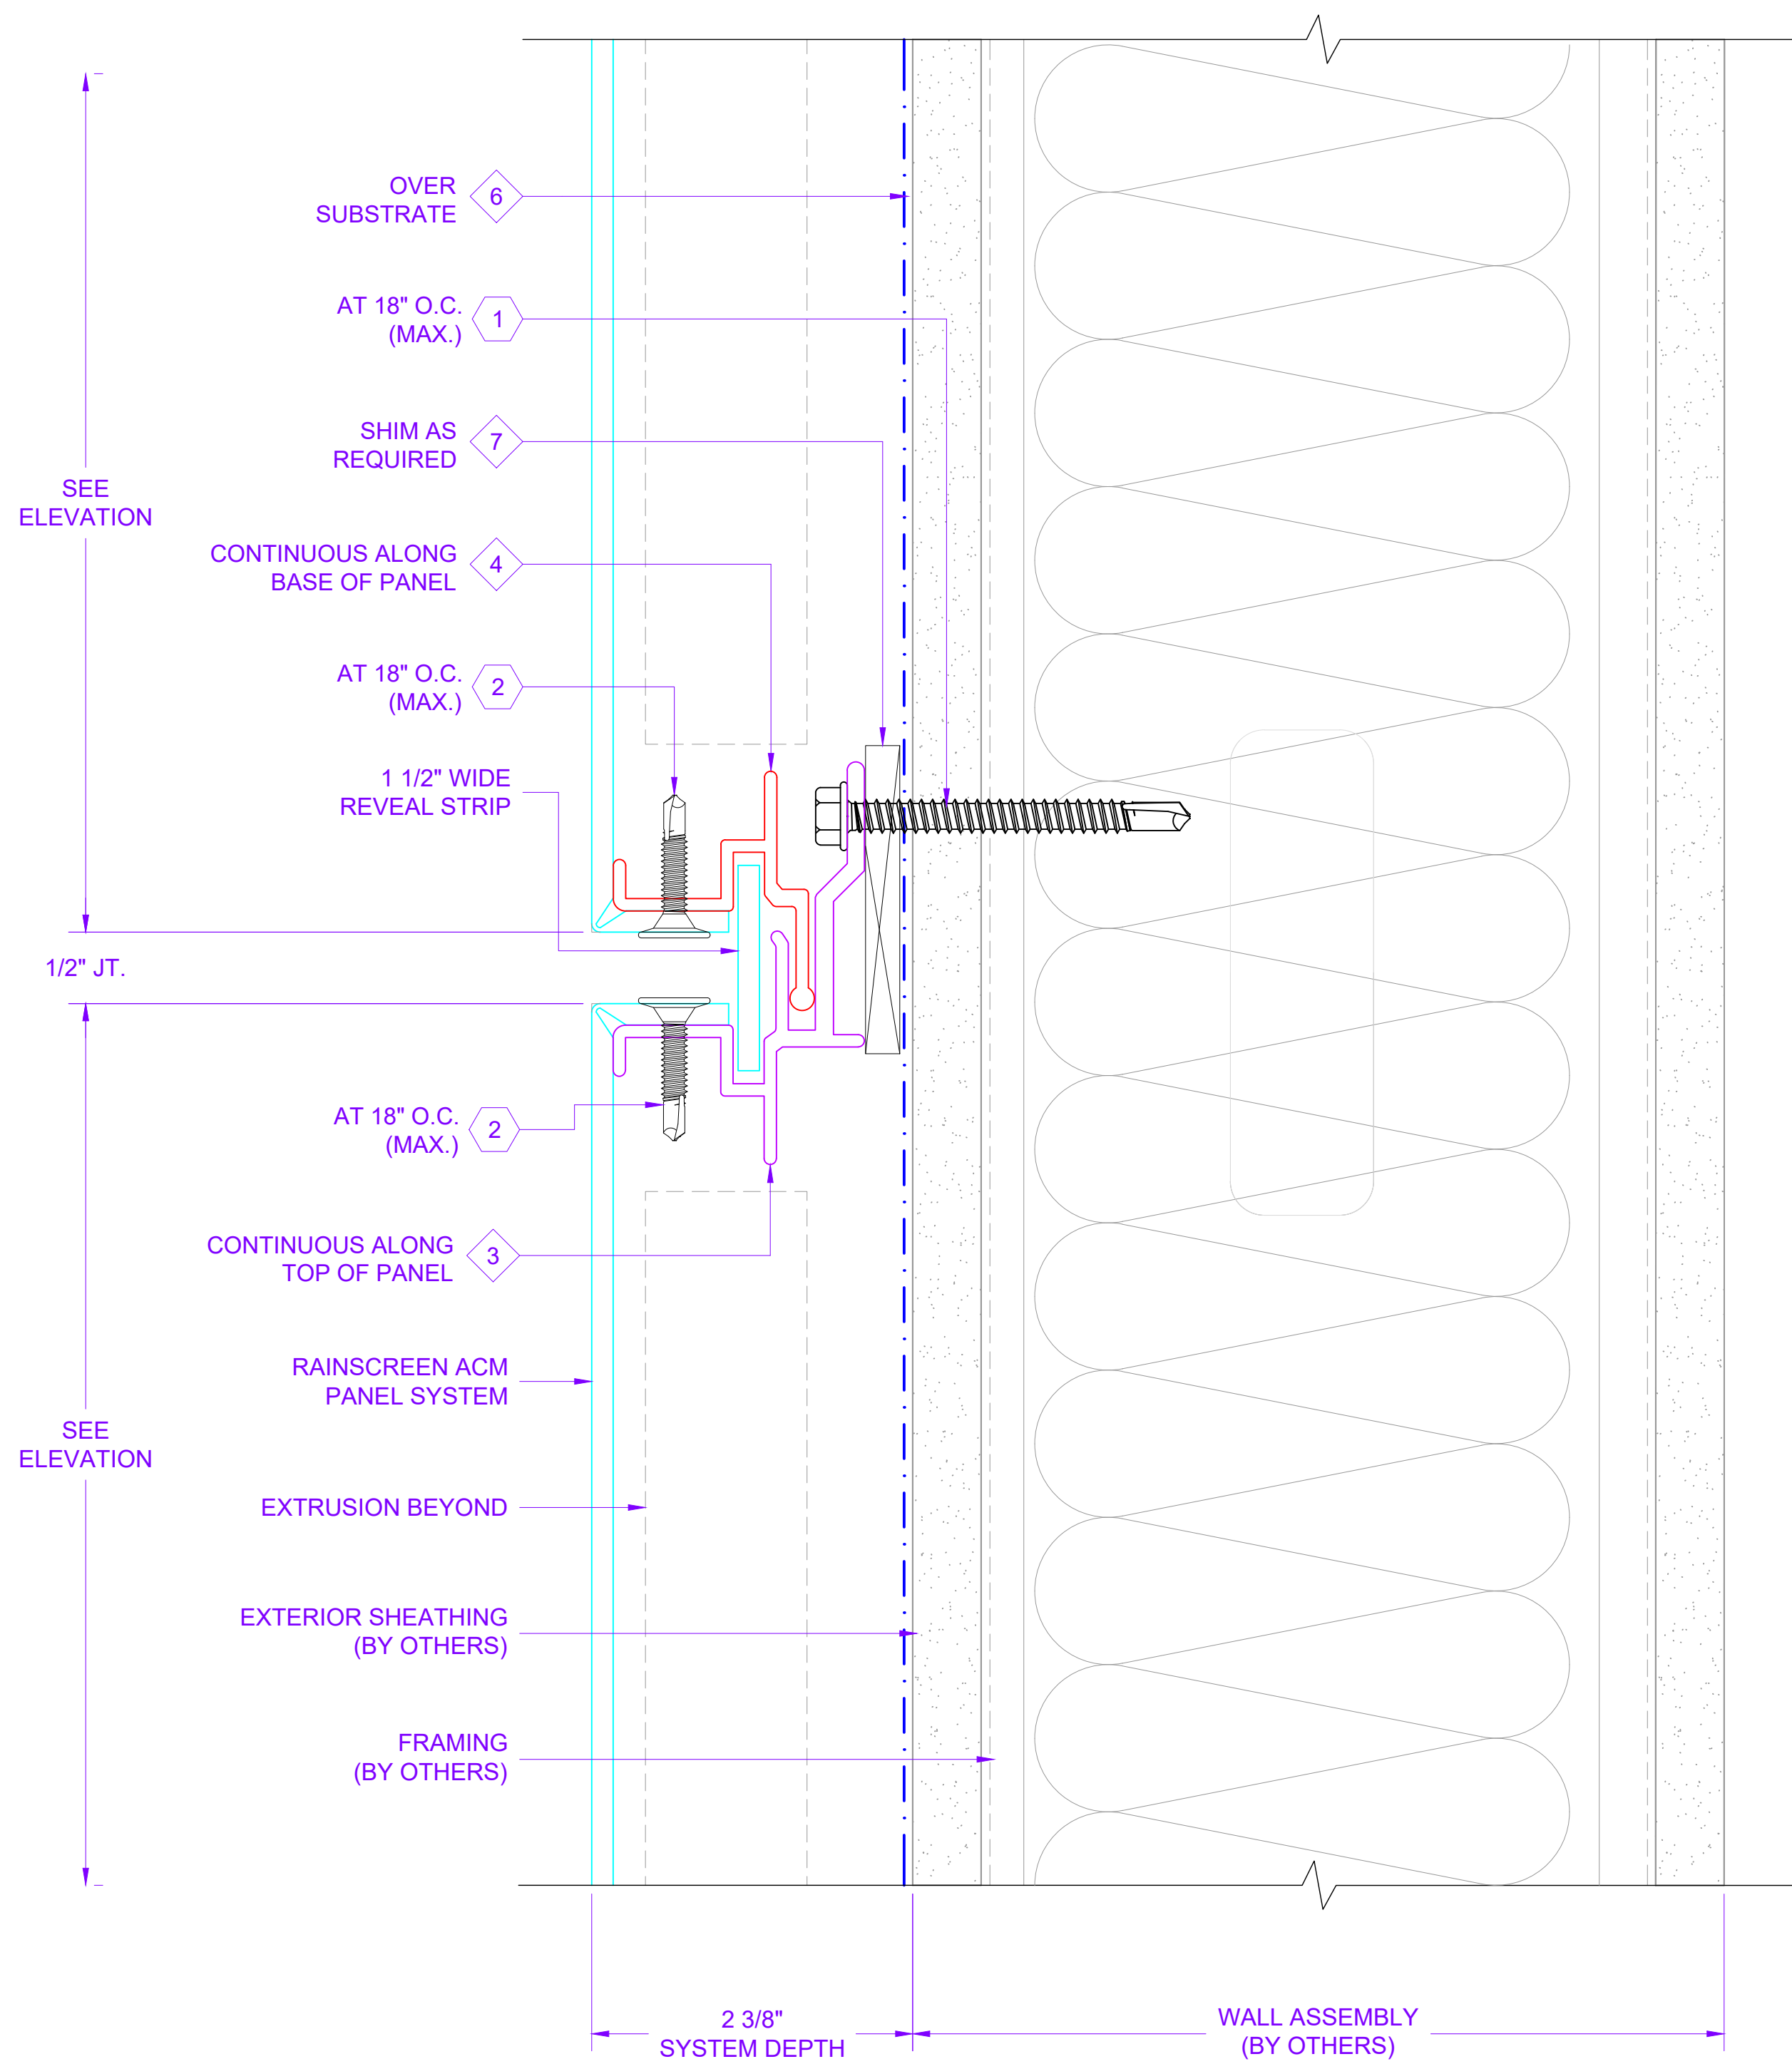 OVER
SUBSTRATE
6
AT 18" O.C.
(MAX.)
1
SHIM AS
REQUIRED
7
SEE
ELEVATION
CONTINUOUS ALONG
BASE OF PANEL
4
AT 18" O.C.
(MAX.)
2
1 1/2" WIDE
REVEAL STRIP
1/2" JT.
AT 18" O.C.
(MAX.)
2
CONTINUOUS ALONG
TOP OF PANEL
3
RAINSCREEN ACM
PANEL SYSTEM
SEE
ELEVATION
EXTRUSION BEYOND
EXTERIOR SHEATHING
(BY OTHERS)
FRAMING
(BY OTHERS)
2 3/8"
SYSTEM DEPTH
WALL ASSEMBLY
(BY OTHERS)